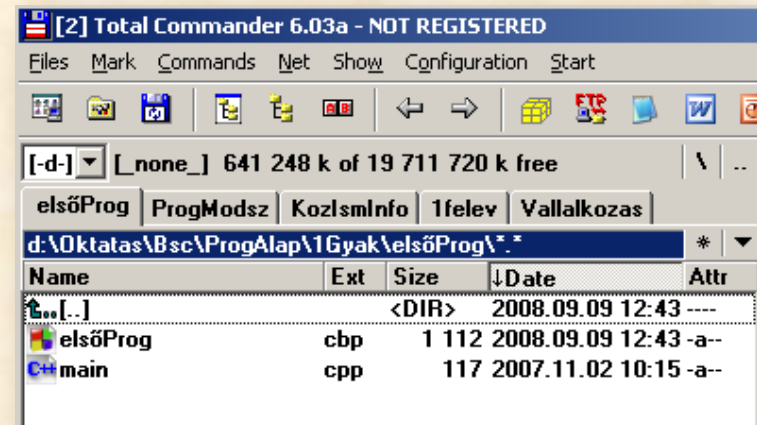 [2] Total Commander 6.03a - NOT REGISTERED
Files Mark Commands Net Show Configuration Start
[-d-] [_none_] 641 248 k of 19 711 720 k free \ ..
elsőProg ProgModsz KozIsmInfo 1felev Vallalkozas
d:\Oktatas\Bsc\ProgAlap\1Gyak\elsőProg\*.* * ▼
Name Ext Size ↓Date Attr
[..] <DIR> 2008.09.09 12:43 ----
elsőProg cbp 1 112 2008.09.09 12:43 -a--
C++ main cpp 117 2007.11.02 10:15 -a--